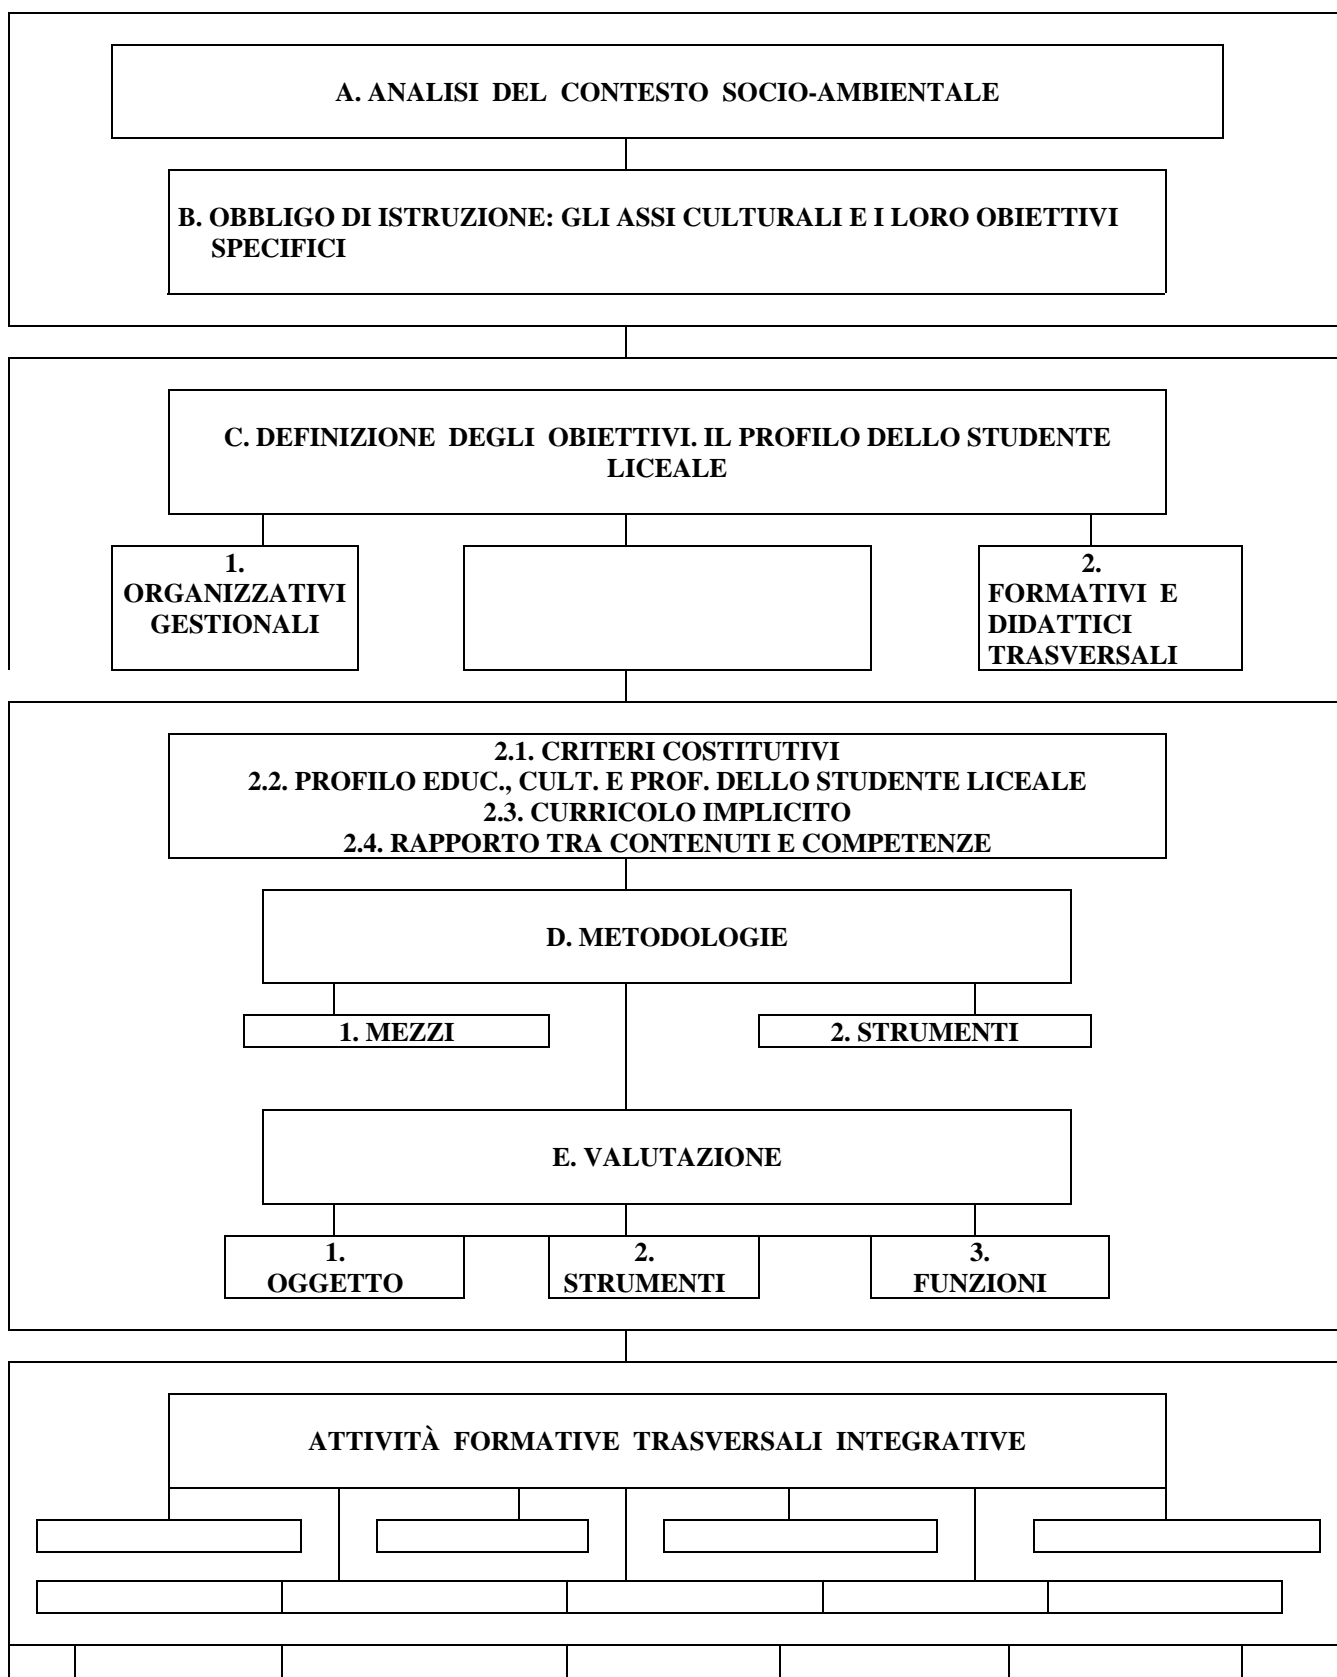 A. ANALISI DEL CONTESTO SOCIO-AMBIENTALE
B. OBBLIGO DI ISTRUZIONE: GLI ASSI CULTURALI E I LORO OBIETTIVI
SPECIFICI
C. DEFINIZIONE DEGLI OBIETTIVI. IL PROFILO DELLO STUDENTE
LICEALE
1.
ORGANIZZATIVI
GESTIONALI
2.
FORMATIVI E
DIDATTICI
TRASVERSALI
2.1. CRITERI COSTITUTIVI
2.2. PROFILO EDUC., CULT. E PROF. DELLO STUDENTE LICEALE
2.3. CURRICOLO IMPLICITO
2.4. RAPPORTO TRA CONTENUTI E COMPETENZE
D. METODOLOGIE
1. MEZZI
2. STRUMENTI
E. VALUTAZIONE
1.
OGGETTO
2.
STRUMENTI
3.
FUNZIONI
ATTIVITÀ FORMATIVE TRASVERSALI INTEGRATIVE